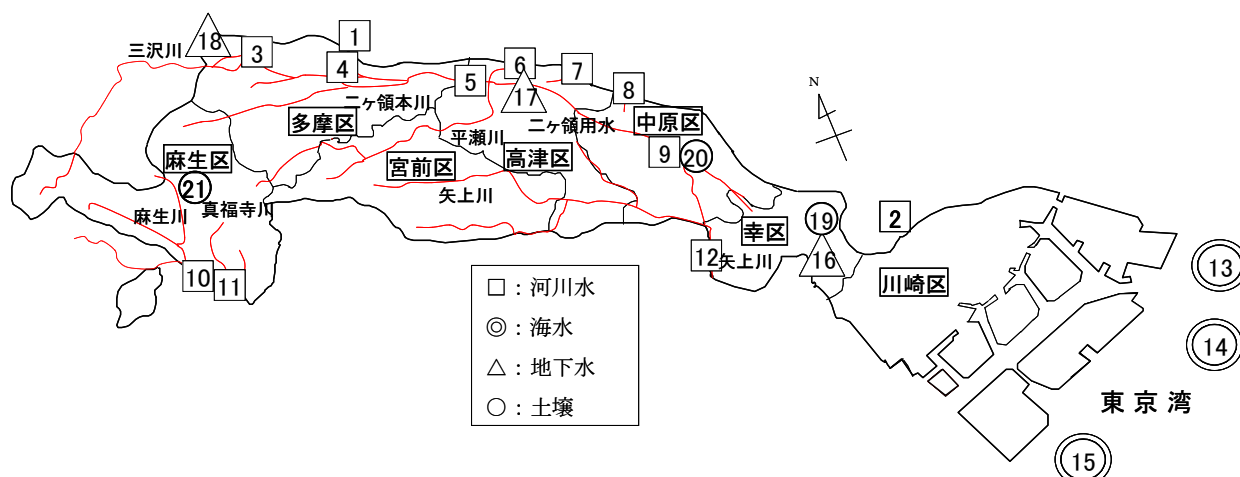 1
18
三沢川
3
4
5
6
7
8
17
N
二ヶ領本川
多摩区
平瀬川
二ヶ領用水
中原区
麻生区
宮前区
高津区
9
20
21
矢上川
麻生川
真福寺川
幸区
19
2
12
矢上川
16
川崎区
10
11
13
14
15
東京湾
□：河川水
◎：海水
△：地下水
○：土壌